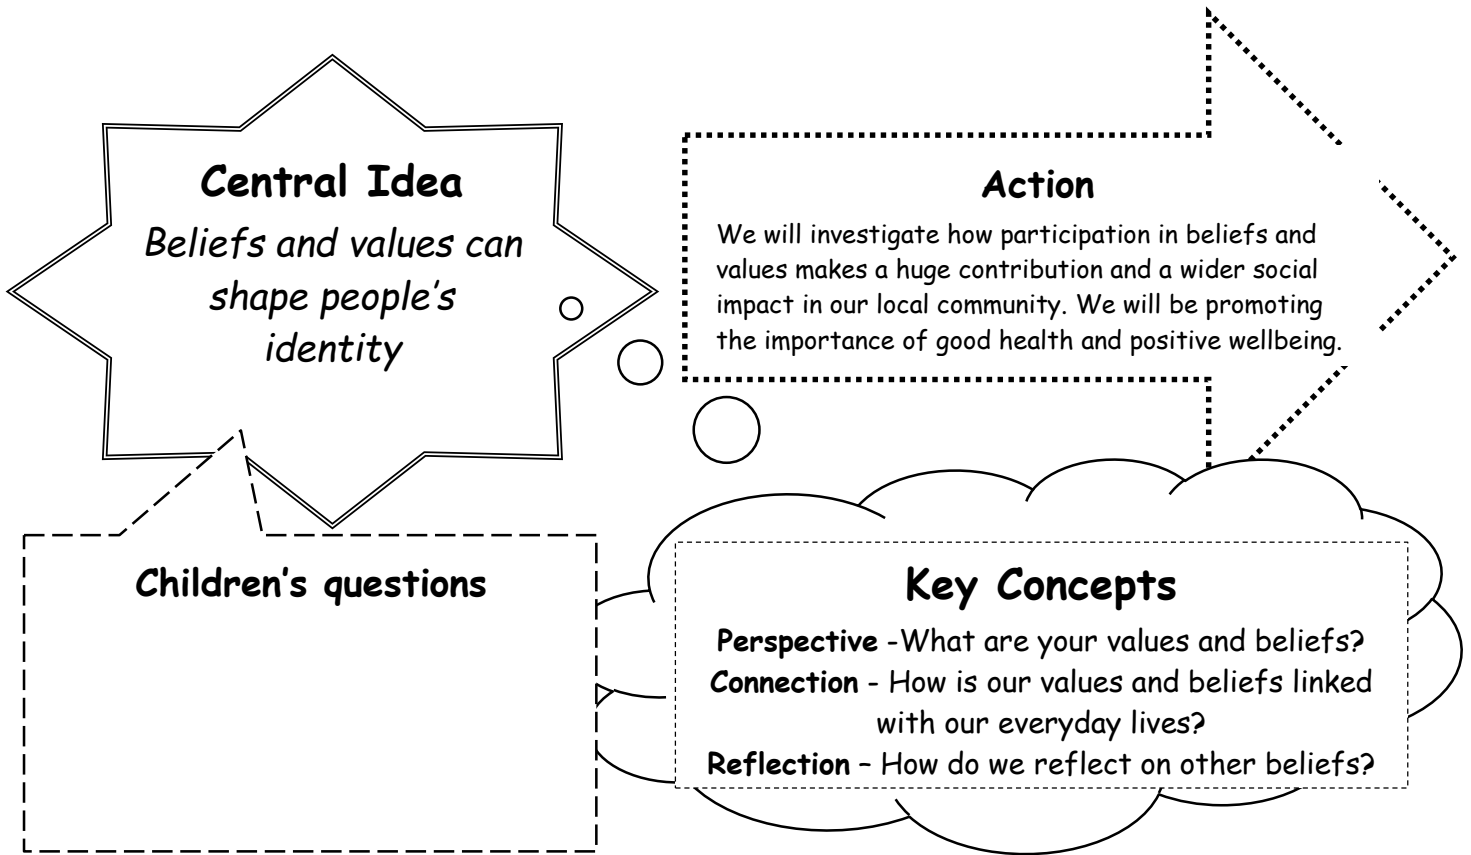 Central Idea
Beliefs and values can
shape people's
identity
Action
We will investigate how participation in beliefs and
values makes a huge contribution and a wider social
impact in our local community. We will be promoting
the importance of good health and positive wellbeing.
Children's questions
Key Concepts
Perspective -What are your values and beliefs?
Connection - How is our values and beliefs linked
with our everyday lives?
Reflection – How do we reflect on other beliefs?